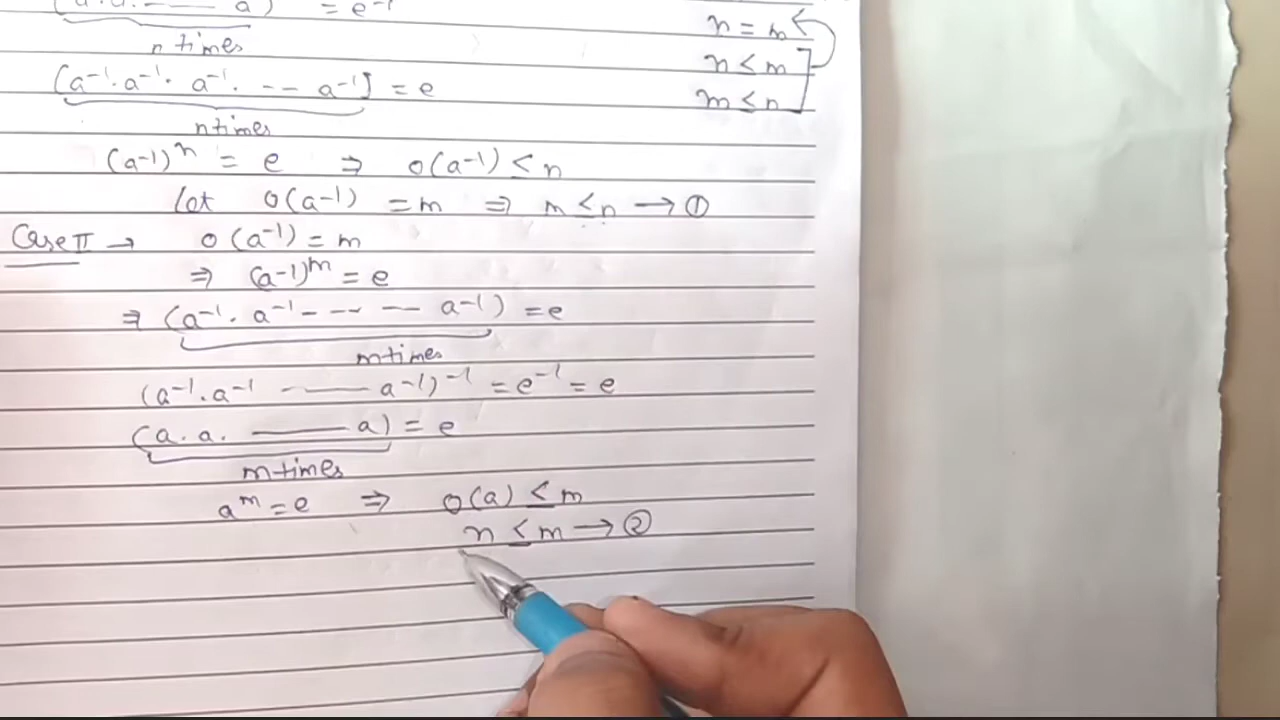 (a.a. —— a) = e⁻¹
n times
(a⁻¹.a⁻¹. a⁻¹. --- a⁻¹) = e
n times
(a-1)ⁿ = e ⇒ o(a-1) ≤ n
Let o(a-1) = m ⇒ m ≤ n → ①
Case II → o(a⁻¹) = m
⇒ (a-1)ᵐ = e
⇒ (a⁻¹. a⁻¹ - -- — a⁻¹) = e
m times
(a⁻¹.a⁻¹ —— a⁻¹)⁻¹ = e⁻¹ = e
(a.a. —— a) = e
m times
aᵐ = e ⇒ o(a) ≤ m
n ≤ m → ②
n = m
n ≤ m
m ≤ n